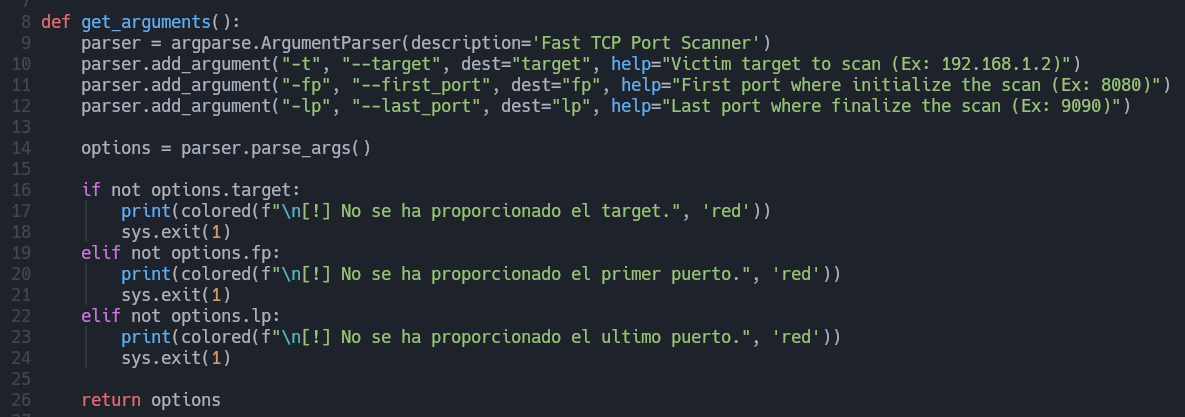 7
8 def get_arguments():
9     parser = argparse.ArgumentParser(description='Fast TCP Port Scanner')
10     parser.add_argument("-t", "--target", dest="target", help="Victim target to scan (Ex: 192.168.1.2)")
11     parser.add_argument("-fp", "--first_port", dest="fp", help="First port where initialize the scan (Ex: 8080)")
12     parser.add_argument("-lp", "--last_port", dest="lp", help="Last port where finalize the scan (Ex: 9090)")
13
14     options = parser.parse_args()
15
16     if not options.target:
17         print(colored(f"\n[!] No se ha proporcionado el target.", 'red'))
18         sys.exit(1)
19     elif not options.fp:
20         print(colored(f"\n[!] No se ha proporcionado el primer puerto.", 'red'))
21         sys.exit(1)
22     elif not options.lp:
23         print(colored(f"\n[!] No se ha proporcionado el ultimo puerto.", 'red'))
24         sys.exit(1)
25
26     return options
27